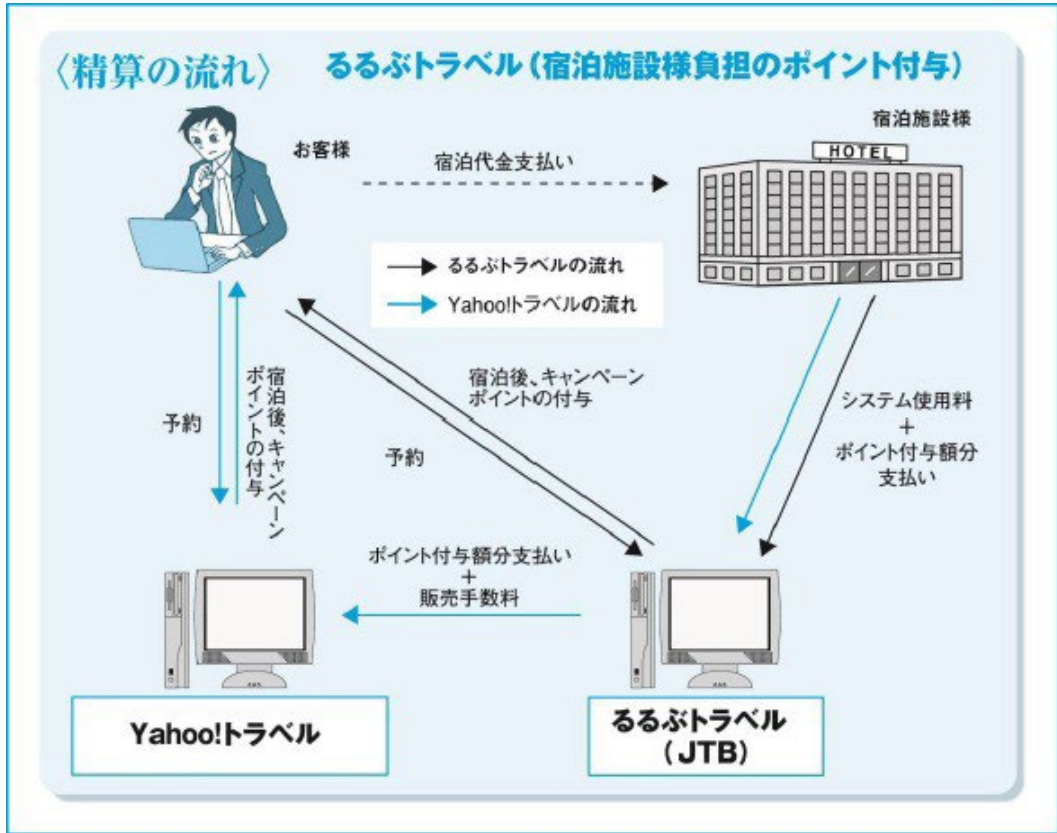 〈精算の流れ〉
るるぶトラベル(宿泊施設様負担のポイント付与)
お客様
宿泊施設様
HOTEL
宿泊代金支払い
るるぶトラベルの流れ
Yahoo!トラベルの流れ
予約
宿泊後、キャンペーン
ポイントの付与
宿泊後、キャンペーン
ポイントの付与
予約
システム使用料
+
ポイント付与額分
支払い
ポイント付与額分支払い
+
販売手数料
Yahoo!トラベル
るるぶトラベル
(JTB)